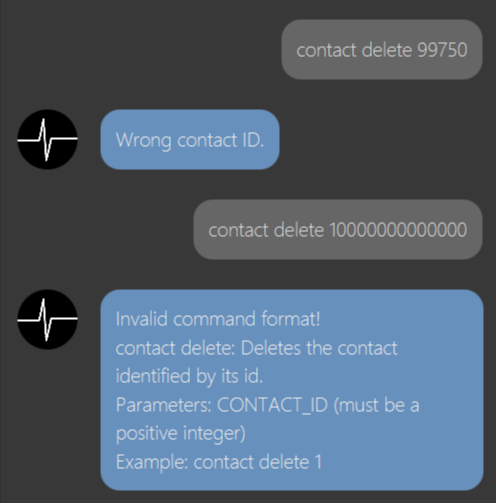 contact delete 99750
Wrong contact ID.
contact delete 10000000000000
Invalid command format!
contact delete: Deletes the contact
identified by its id.
Parameters: CONTACT_ID (must be a
positive integer)
Example: contact delete 1